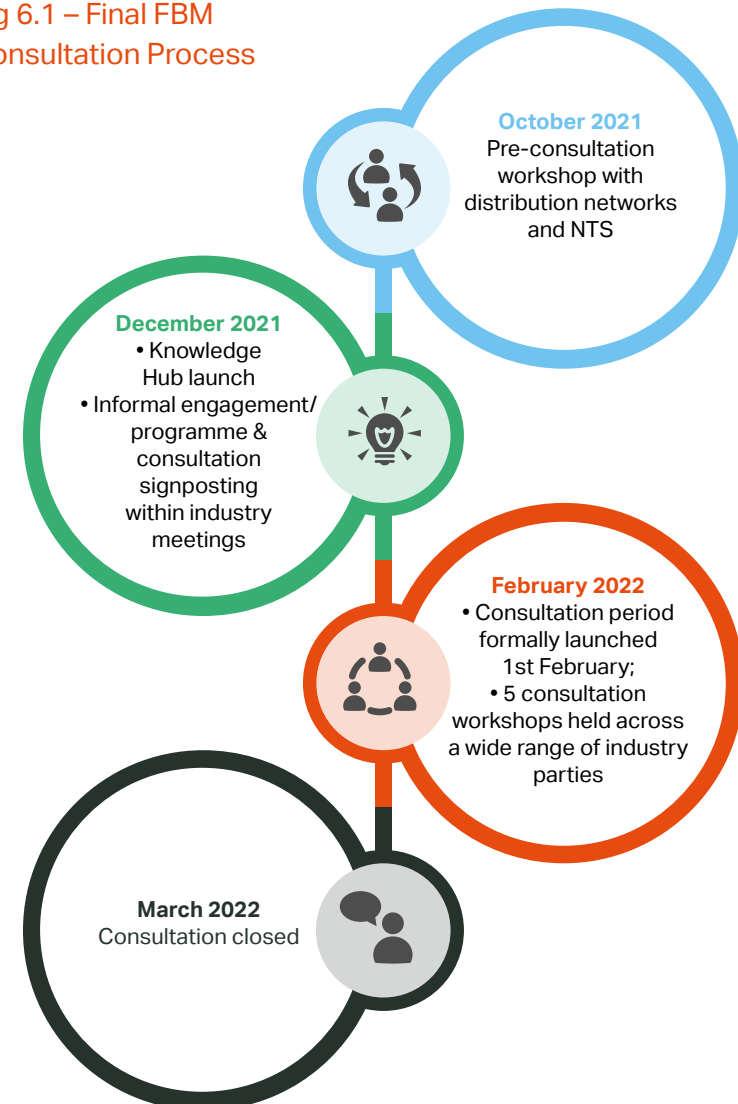 g 6.1 – Final FBM
onsultation Process
October 2021
Pre-consultation
workshop with
distribution networks
and NTS
December 2021
• Knowledge
Hub launch
• Informal engagement/
programme &
consultation
signposting
within industry
meetings
February 2022
• Consultation period
formally launched
1st February;
• 5 consultation
workshops held across
a wide range of industry
parties
March 2022
Consultation closed